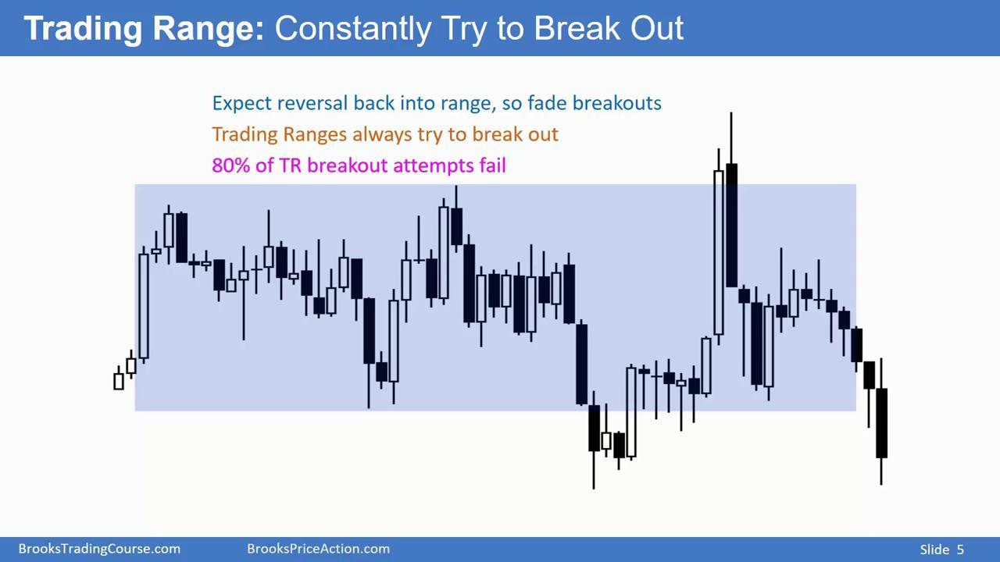 Trading Range: Constantly Try to Break Out
Expect reversal back into range, so fade breakouts
Trading Ranges always try to break out
80% of TR breakout attempts fail
BrooksTradingCourse.com
BrooksPriceAction.com
Slide 5